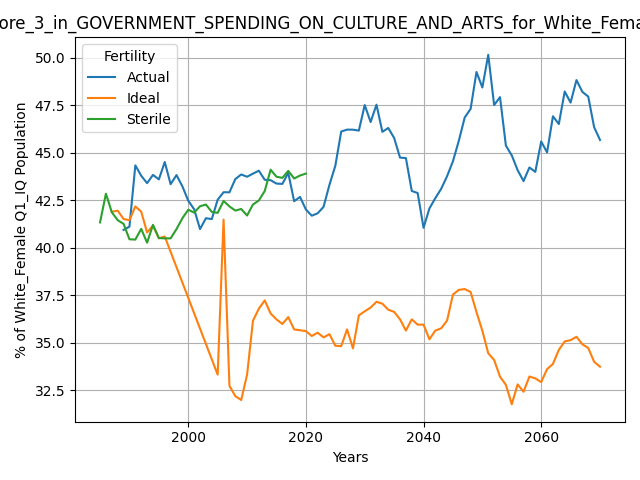 ore_3_in_GOVERNMENT_SPENDING_ON_CULTURE_AND_ARTS_for_White_Fema
Fertility
Actual
Ideal
Sterile
% of White_Female Q1_IQ Population
50.0
47.5
45.0
42.5
40.0
37.5
35.0
32.5
2000
2020
2040
2060
Years